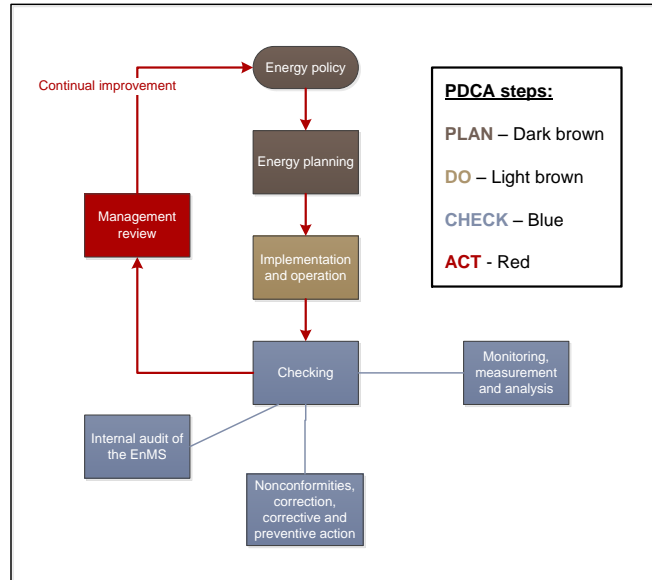 Energy policy
Continual improvement
Energy planning
Management
review
Implementation
and operation
Checking
Monitoring,
measurement
and analysis
Internal audit of
the EnMS
Nonconformities,
correction,
corrective and
preventive action
PDCA steps:
PLAN – Dark brown
DO – Light brown
CHECK – Blue
ACT - Red